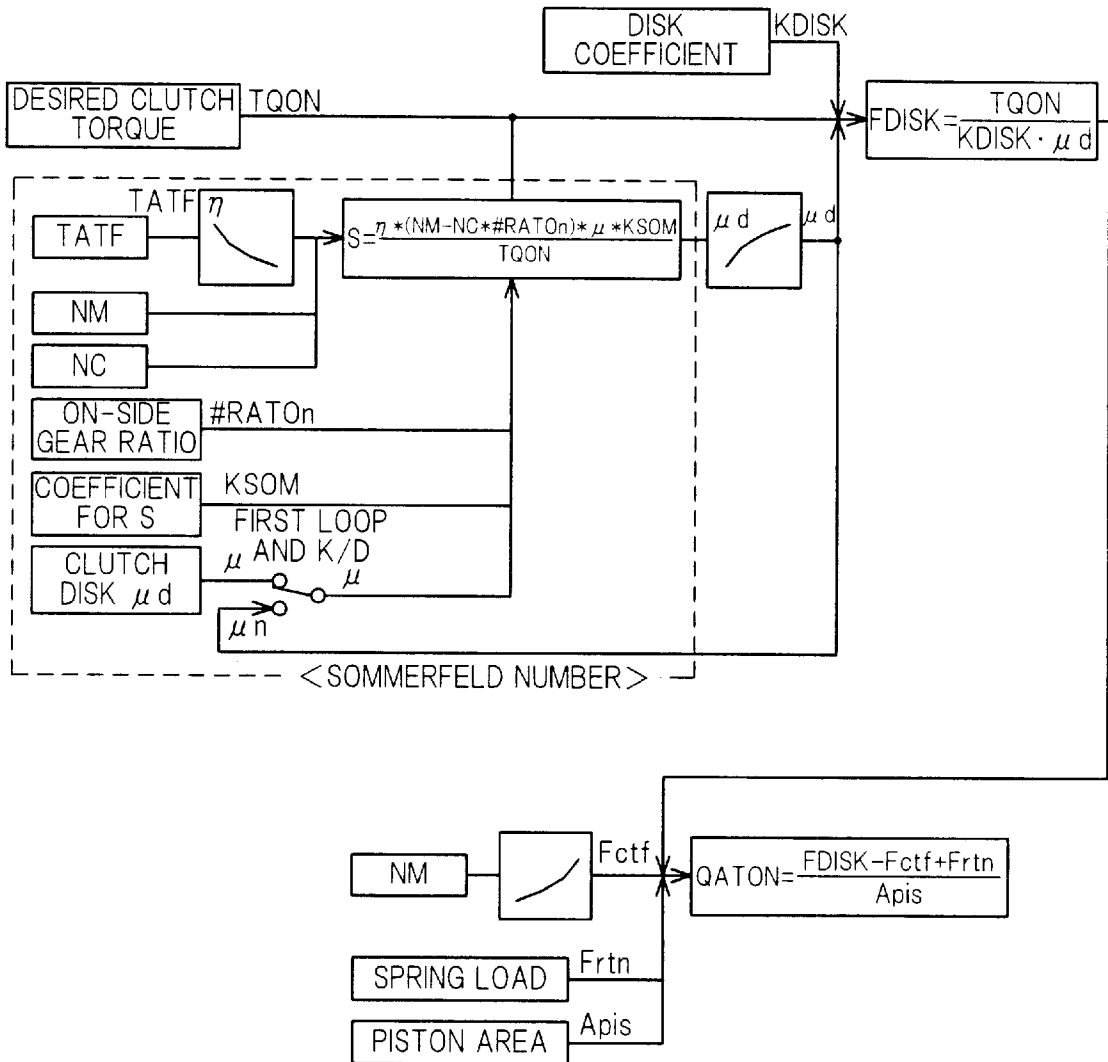 DISK
COEFFICIENT
KDISK
DESIRED CLUTCH
TORQUE
TQON
FDISK=TQON/KDISK·μd
TATF
TATF
η
S=η*(NM-NC*#RATOn)*μ*KSOM/TQON
μd
μd
NM
NC
ON-SIDE
GEAR RATIO
#RATOn
COEFFICIENT
FOR S
KSOM
FIRST LOOP
AND K/D
CLUTCH
DISK μd
μ
μ
μn
<SOMMERFELD NUMBER>
NM
Fctf
QATON=FDISK-Fctf+Frtn/Apis
SPRING LOAD
Frtn
PISTON AREA
Apis